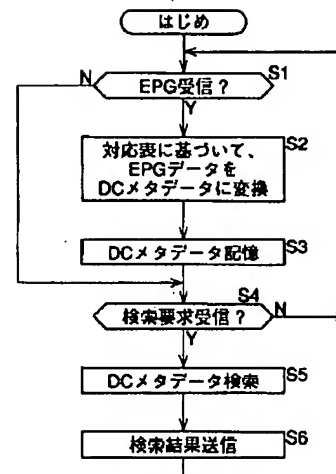 はじめ
N
EPG受信？
S1
Y
対応表に基づいて、
EPGデータを
DCメタデータに変換
S2
DCメタデータ記憶
S3
S4
検索要求受信？
N
Y
DCメタデータ検索
S5
検索結果送信
S6